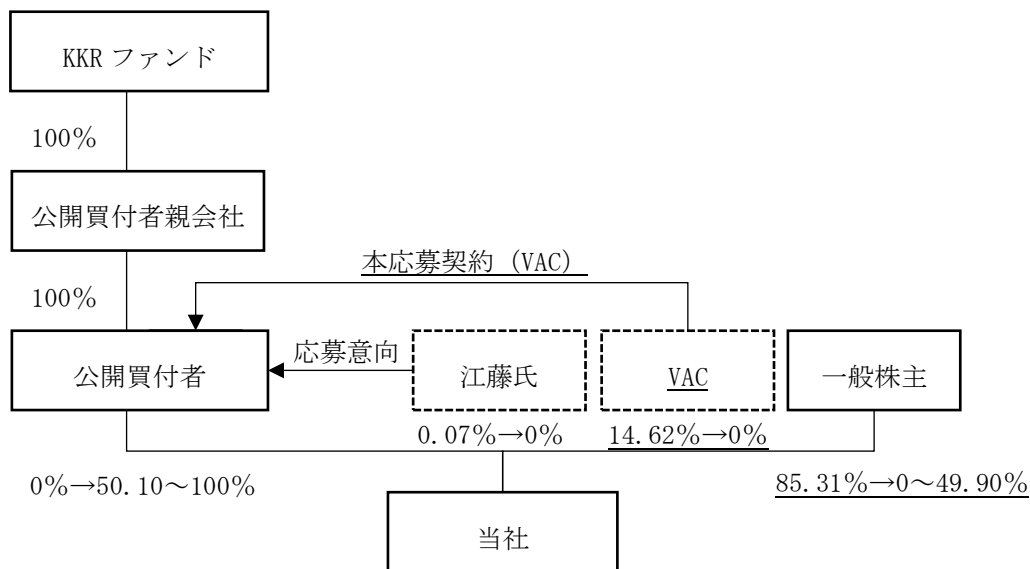 KKR ファンド
100%
公開買付者親会社
本応募契約（VAC）
100%
公開買付者
応募意向
江藤氏
VAC
一般株主
0.07%→0%
14.62%→0%
0%→50.10～100%
85.31%→0～49.90%
当社